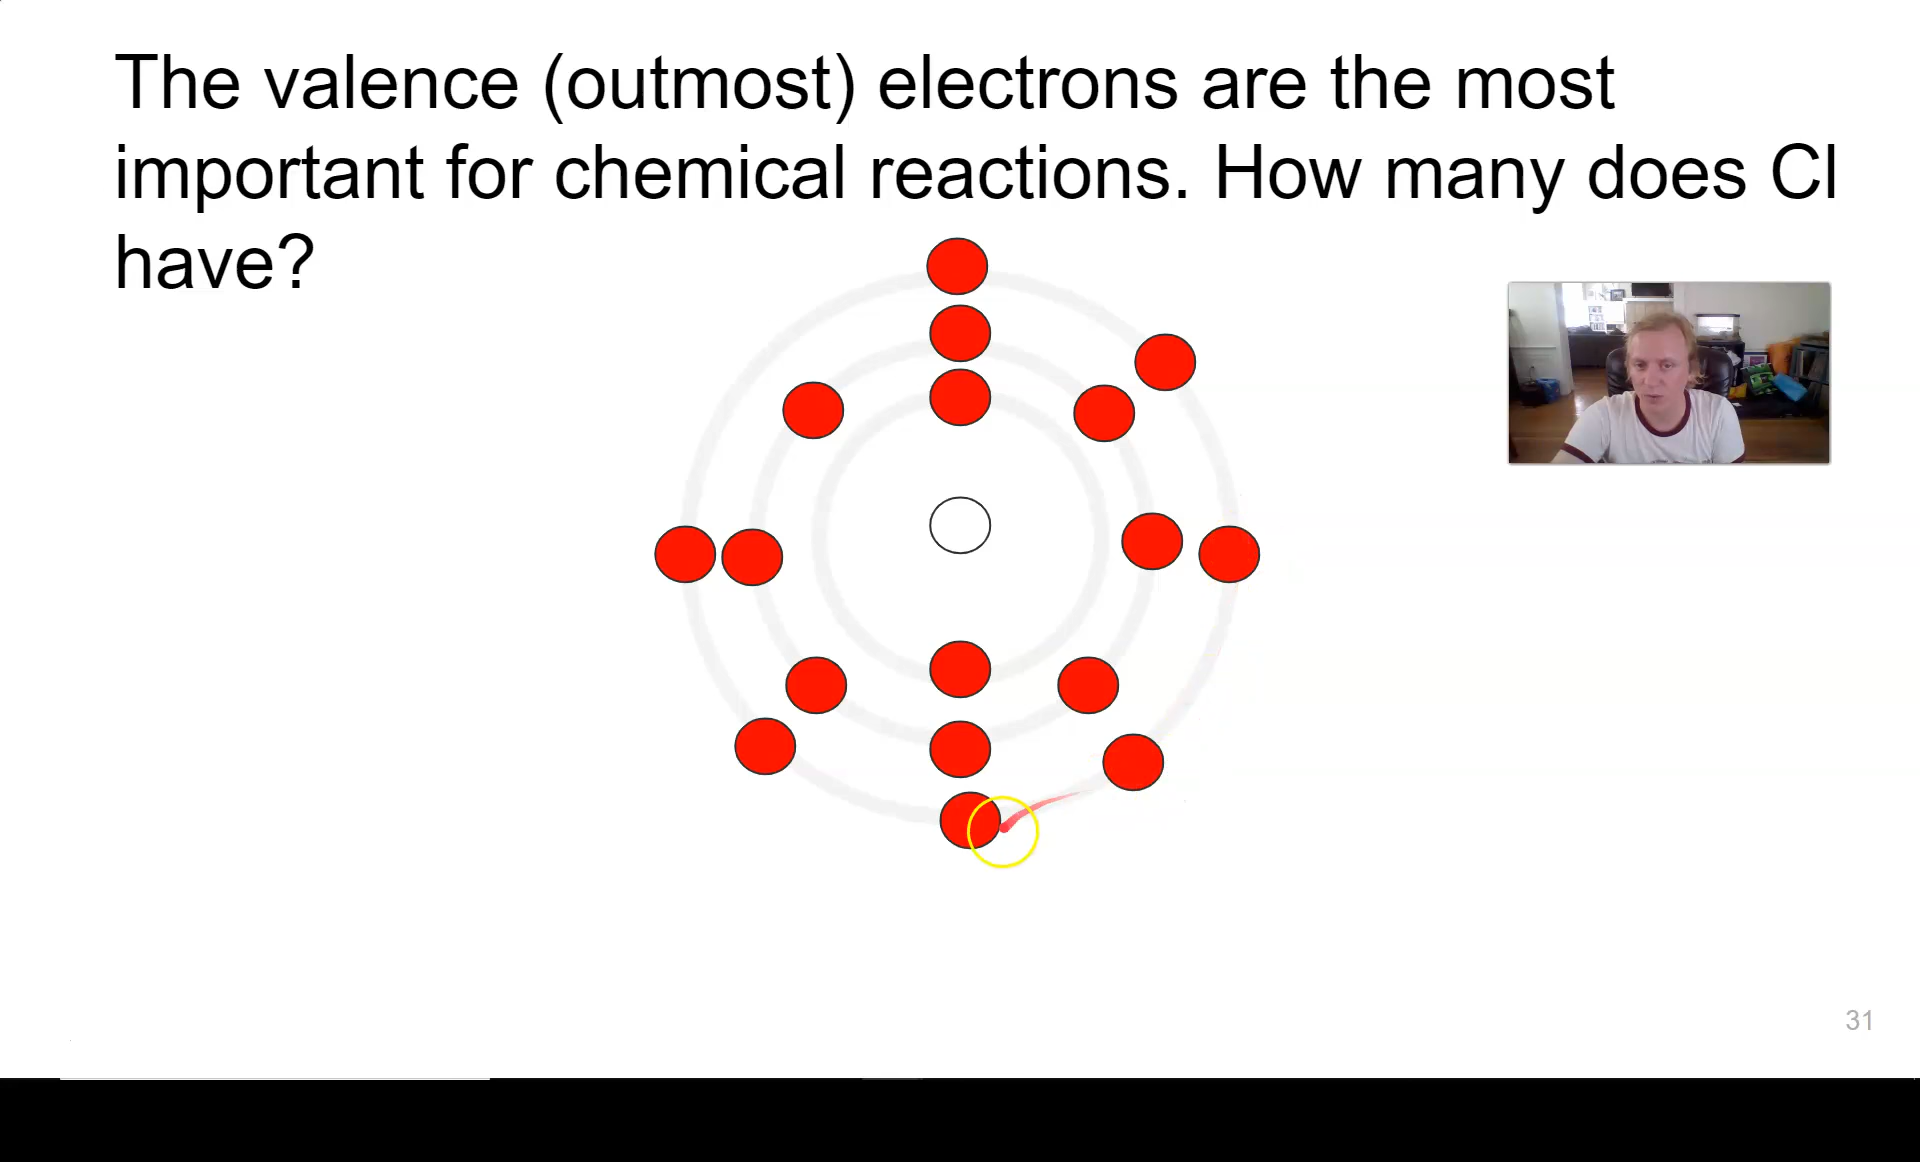 The valence (outmost) electrons are the most
important for chemical reactions. How many does Cl
have?
31